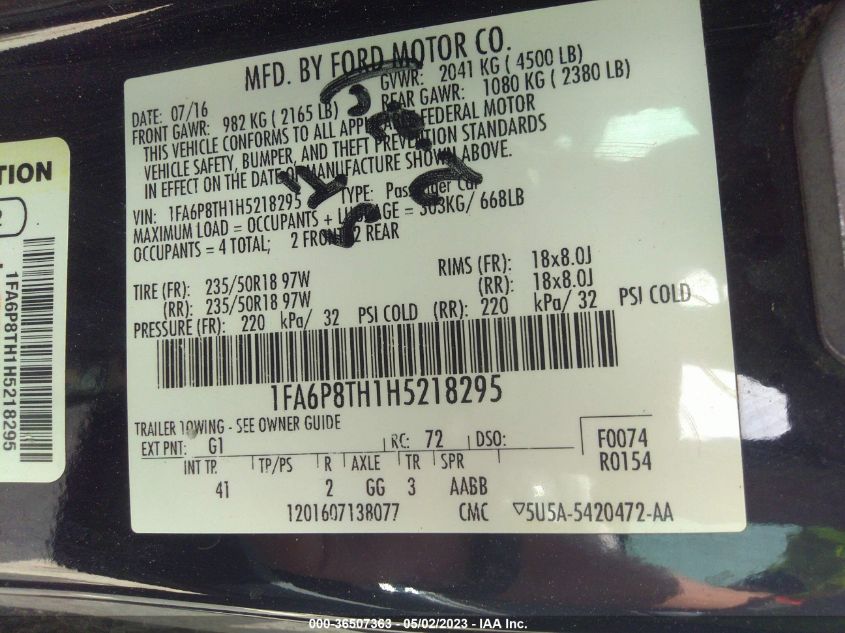 MFD. BY FORD MOTOR CO.
DATE: 07/16 GVWR: 2041 KG ( 4500 LB)
FRONT GAWR: 982 KG ( 2165 LB) REAR GAWR: 1080 KG ( 2380 LB)
THIS VEHICLE CONFORMS TO ALL APPLICABLE FEDERAL MOTOR
VEHICLE SAFETY, BUMPER, AND THEFT PREVENTION STANDARDS
IN EFFECT ON THE DATE OF MANUFACTURE SHOWN ABOVE.
VIN: 1FA6P8TH1H5218295 TYPE: Passenger Car
MAXIMUM LOAD = OCCUPANTS + LUGGAGE = 303KG/ 668LB
OCCUPANTS = 4 TOTAL; 2 FRONT 2 REAR
TIRE (FR): 235/50R18 97W RIMS (FR): 18x8.0J
(RR): 235/50R18 97W (RR): 18x8.0J
PRESSURE (FR): 220 kPa/ 32 PSI COLD (RR): 220 kPa/ 32 PSI COLD
1FA6P8TH1H5218295
TRAILER TOWING - SEE OWNER GUIDE
EXT PNT: G1 RC: 72 DSO: F0074
R0154
INT TR TP/PS R AXLE TR SPR
41 2 GG 3 AABB
1201607138077 CMC ▽5U5A-5420472-AA
TION
2
1FA6P8TH1H5218295
000-36507363 - 05/02/2023 - IAA Inc.